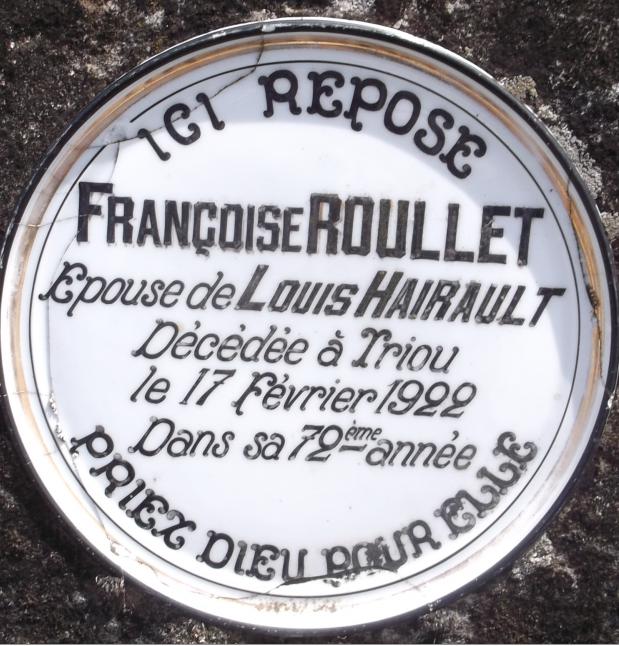 ICI REPOSE
FRANÇOISE ROULLET
Epouse de LOUIS HAIRAULT
Décédée à Triou
le 17 Février 1922
Dans sa 72ème année
PRIEZ DIEU POUR ELLE